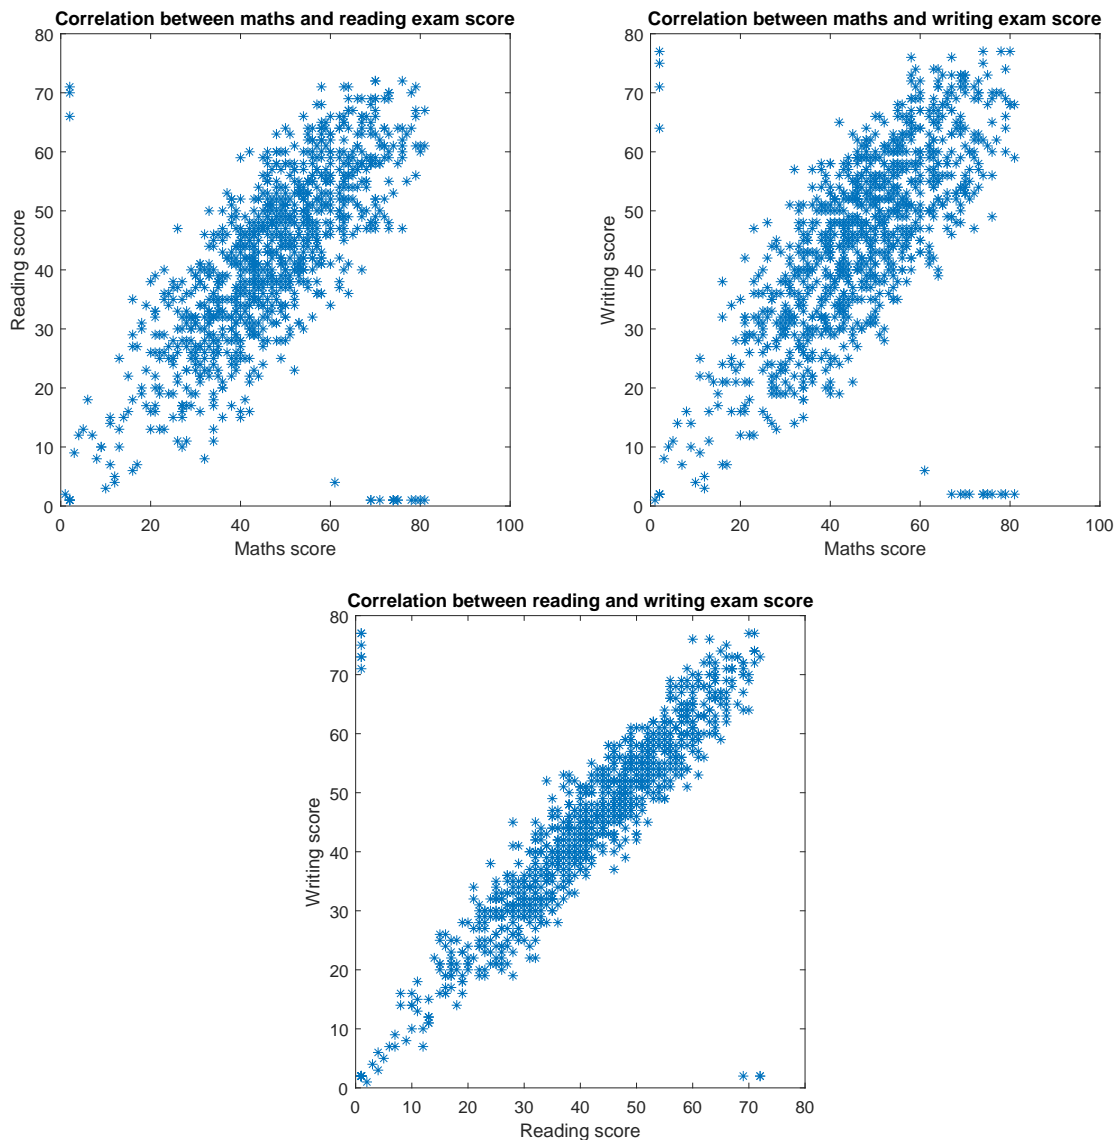 Correlation between maths and reading exam score
80
70
60
50
40
30
20
10
0
Reading score
0 20 40 60 80 100
Maths score
Correlation between maths and writing exam score
80
70
60
50
40
30
20
10
0
Writing score
0 20 40 60 80 100
Maths score
Correlation between reading and writing exam score
80
70
60
50
40
30
20
10
0
Writing score
0 10 20 30 40 50 60 70 80
Reading score